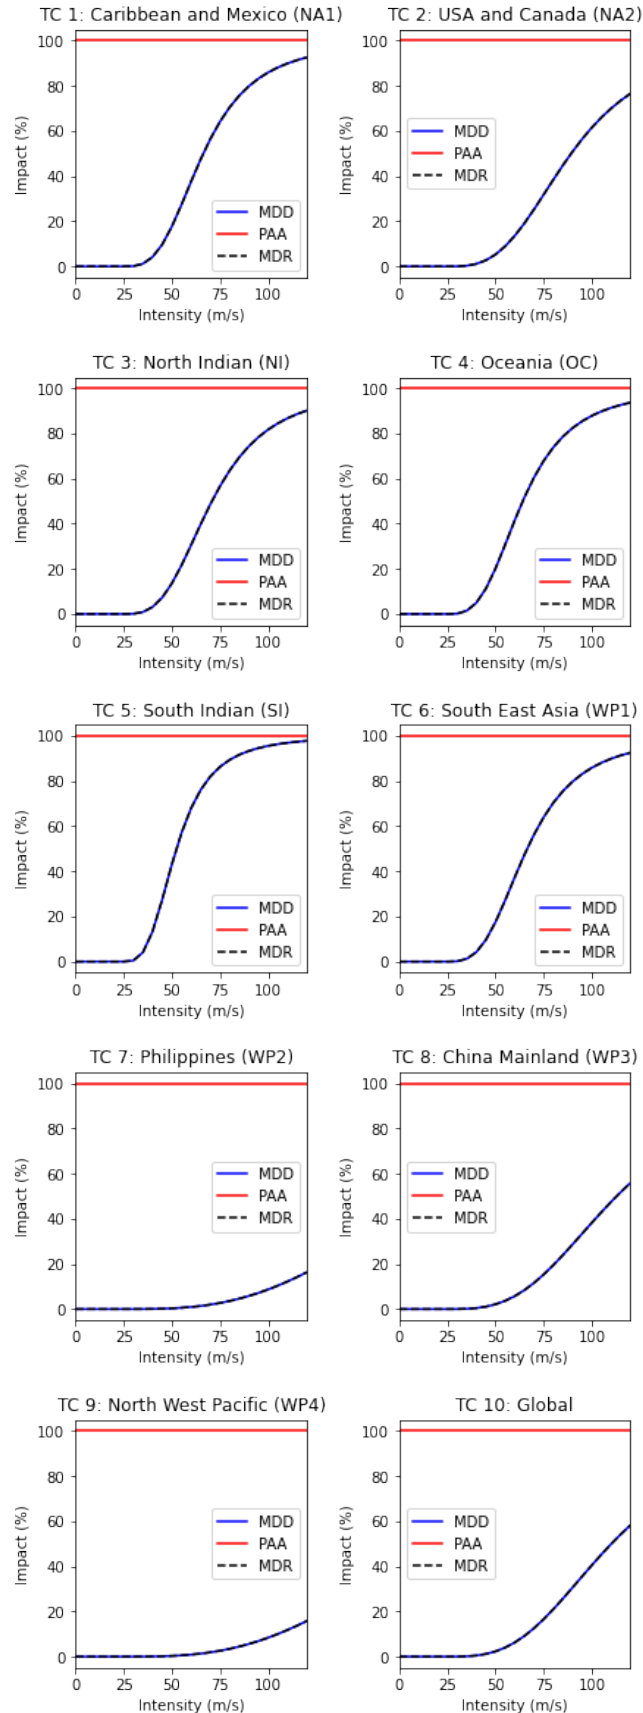 TC 1: Caribbean and Mexico (NA1)
100
80
60
40
20
0
Impact (%)
MDD
PAA
MDR
0 25 50 75 100
Intensity (m/s)
TC 2: USA and Canada (NA2)
100
80
60
40
20
0
Impact (%)
MDD
PAA
MDR
0 25 50 75 100
Intensity (m/s)
TC 3: North Indian (NI)
100
80
60
40
20
0
Impact (%)
MDD
PAA
MDR
0 25 50 75 100
Intensity (m/s)
TC 4: Oceania (OC)
100
80
60
40
20
0
Impact (%)
MDD
PAA
MDR
0 25 50 75 100
Intensity (m/s)
TC 5: South Indian (SI)
100
80
60
40
20
0
Impact (%)
MDD
PAA
MDR
0 25 50 75 100
Intensity (m/s)
TC 6: South East Asia (WP1)
100
80
60
40
20
0
Impact (%)
MDD
PAA
MDR
0 25 50 75 100
Intensity (m/s)
TC 7: Philippines (WP2)
100
80
60
40
20
0
Impact (%)
MDD
PAA
MDR
0 25 50 75 100
Intensity (m/s)
TC 8: China Mainland (WP3)
100
80
60
40
20
0
Impact (%)
MDD
PAA
MDR
0 25 50 75 100
Intensity (m/s)
TC 9: North West Pacific (WP4)
100
80
60
40
20
0
Impact (%)
MDD
PAA
MDR
0 25 50 75 100
Intensity (m/s)
TC 10: Global
100
80
60
40
20
0
Impact (%)
MDD
PAA
MDR
0 25 50 75 100
Intensity (m/s)